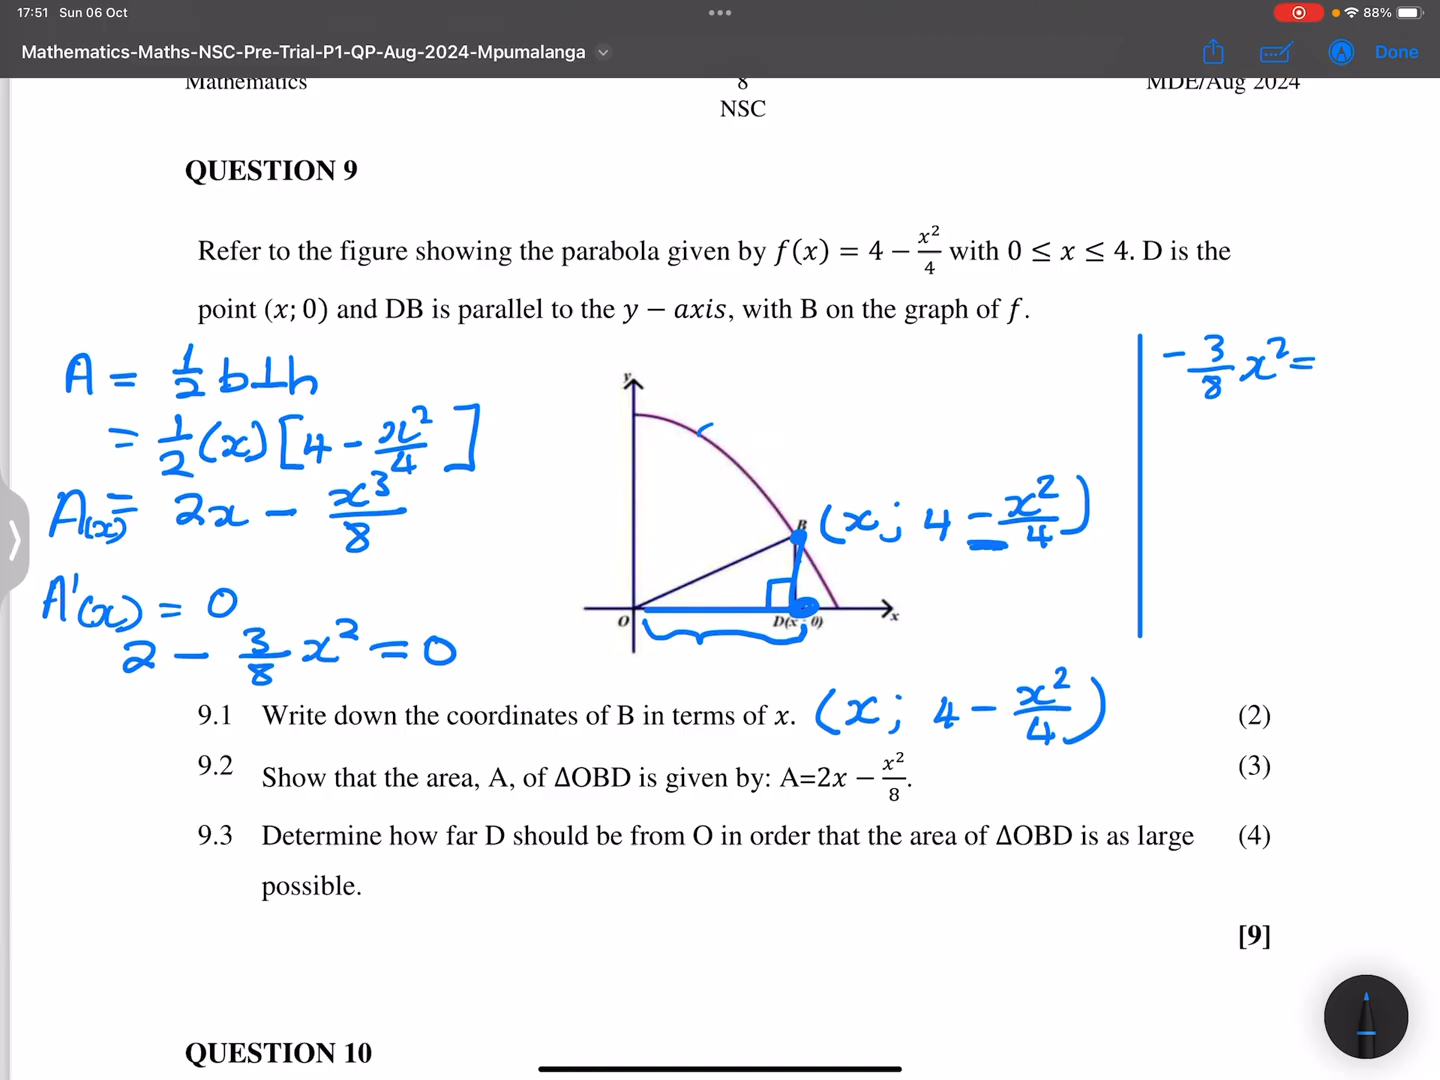 17:51 Sun 06 Oct
88%
Mathematics-Maths-NSC-Pre-Trial-P1-QP-Aug-2024-Mpumalanga
Done
Mathematics 8 MDE/Aug 2024
NSC
QUESTION 9
Refer to the figure showing the parabola given by f(x) = 4 − x²/4 with 0 ≤ x ≤ 4. D is the
point (x; 0) and DB is parallel to the y − axis, with B on the graph of f.
A = 1/2 b⊥h
= 1/2 (x) [4 − x²/4]
A(x) = 2x − x³/8
A'(x) = 0
2 − 3/8 x² = 0
y
B
(x; 4 − x²/4)
O
D(x 0)
x
− 3/8 x² =
9.1 Write down the coordinates of B in terms of x. (x; 4 − x²/4) (2)
9.2 Show that the area, A, of ΔOBD is given by: A=2x − x²/8. (3)
9.3 Determine how far D should be from O in order that the area of ΔOBD is as large (4)
possible.
[9]
QUESTION 10